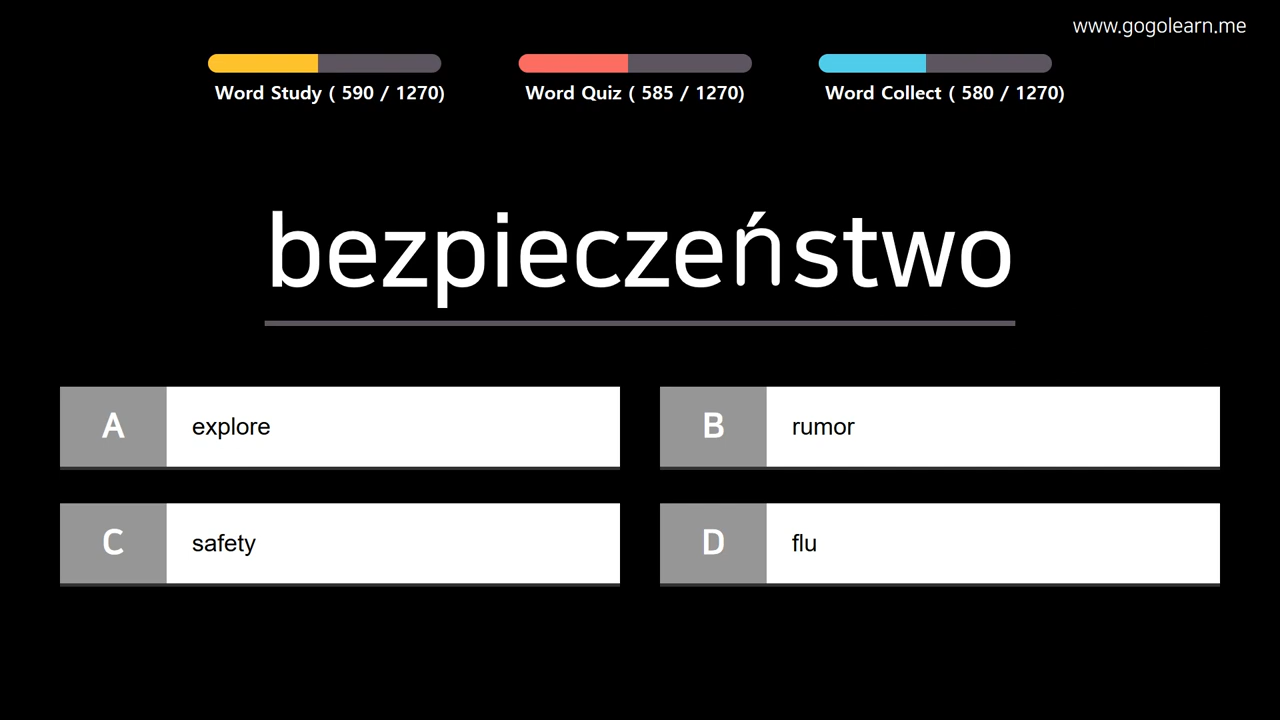 www.gogolearn.me
Word Study ( 590 / 1270)
Word Quiz ( 585 / 1270)
Word Collect ( 580 / 1270)
bezpieczeństwo
A explore
B rumor
C safety
D flu